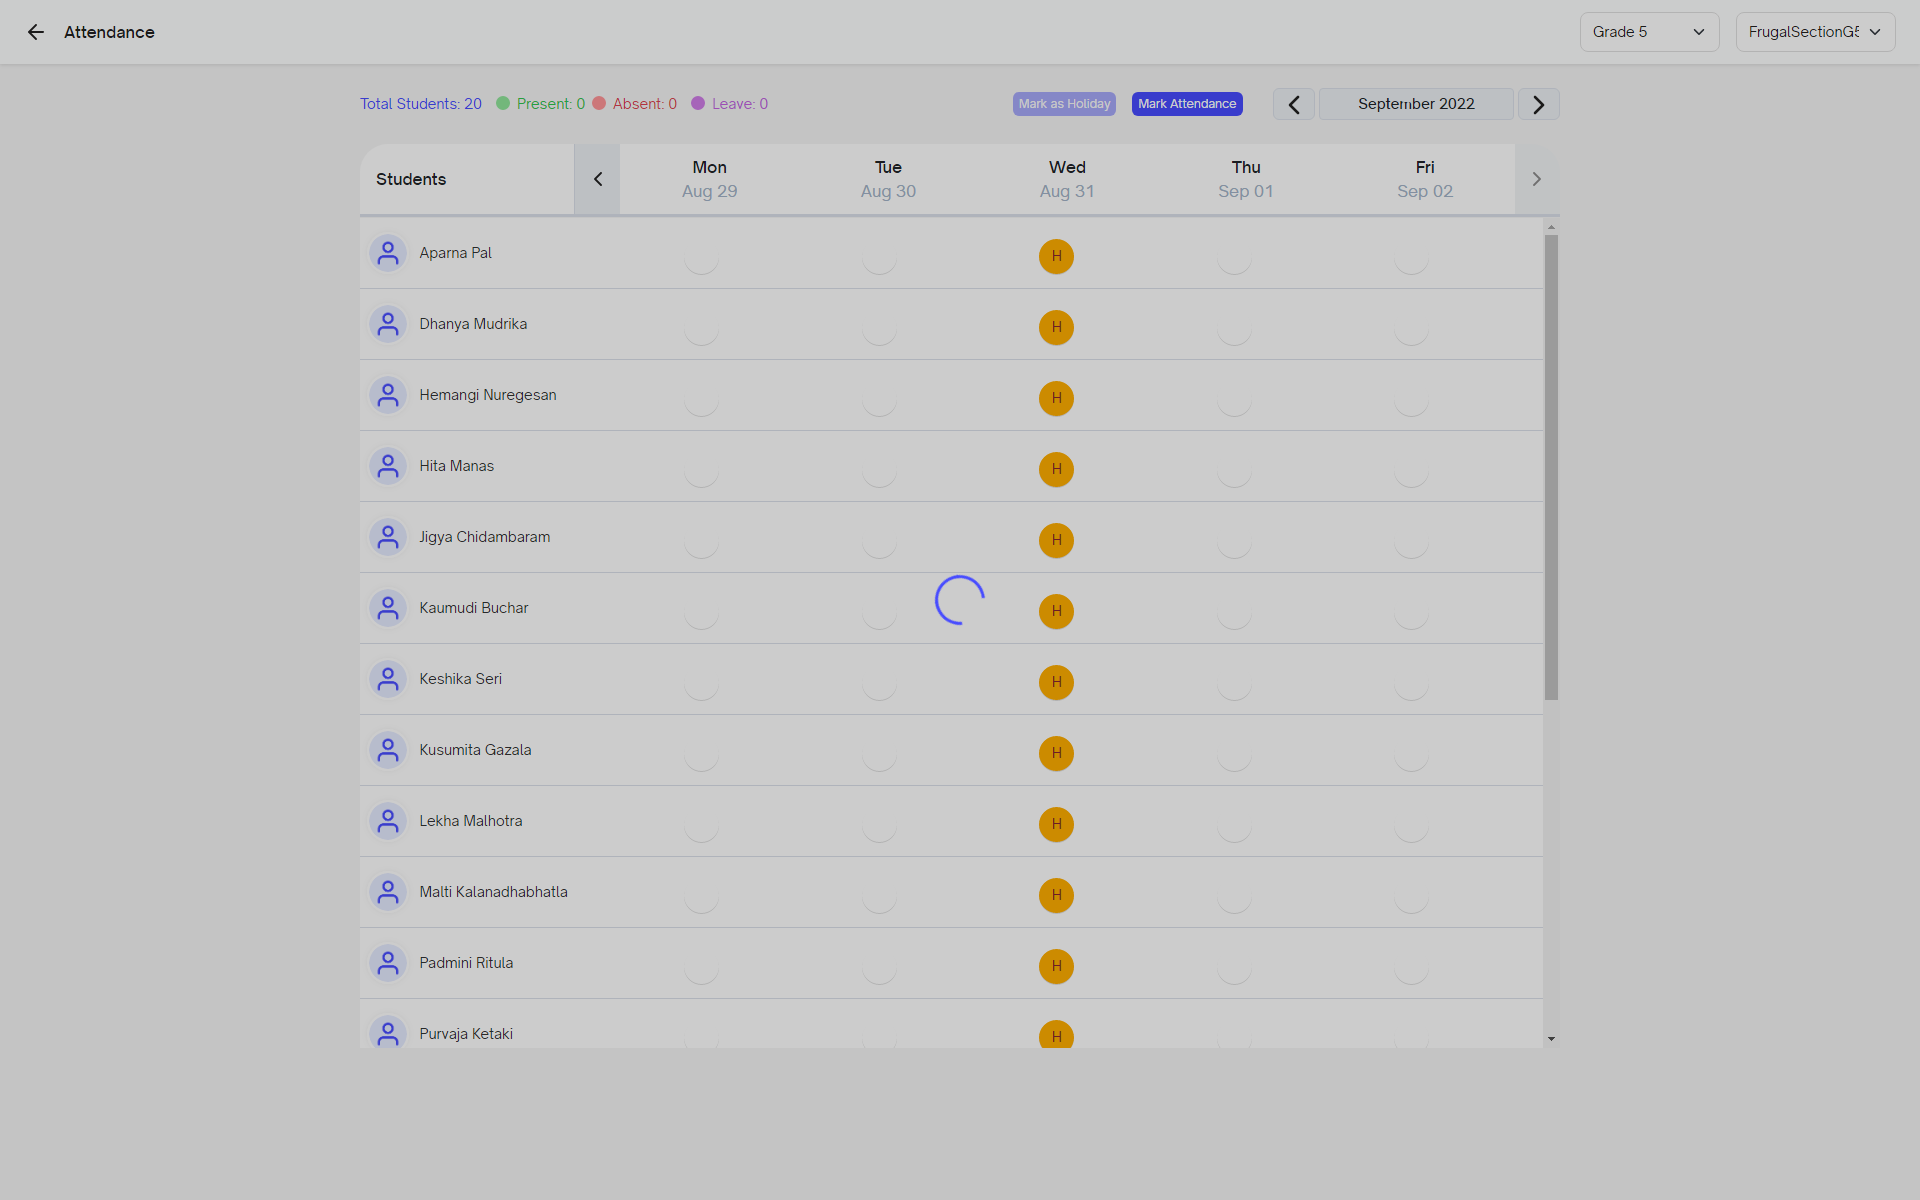 Attendance
Grade 5
FrugalSectionG5
Total Students: 20 Present: 0 Absent: 0 Leave: 0
Mark as Holiday
Mark Attendance
September 2022
Students
Mon
Aug 29
Tue
Aug 30
Wed
Aug 31
Thu
Sep 01
Fri
Sep 02
Aparna Pal H
Dhanya Mudrika H
Hemangi Nuregesan H
Hita Manas H
Jigya Chidambaram H
Kaumudi Buchar H
Keshika Seri H
Kusumita Gazala H
Lekha Malhotra H
Malti Kalanadhabhatla H
Padmini Ritula H
Purvaja Ketaki H